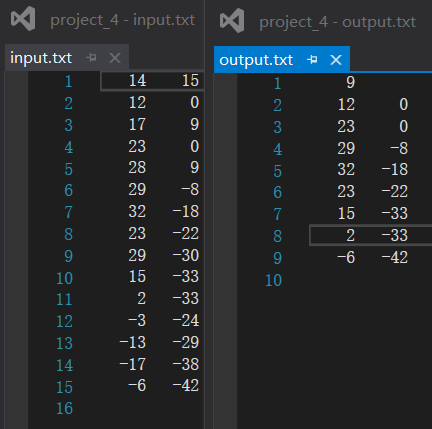 project_4 - input.txt
input.txt
1 14 15
2 12 0
3 17 9
4 23 0
5 28 9
6 29 -8
7 32 -18
8 23 -22
9 29 -30
10 15 -33
11 2 -33
12 -3 -24
13 -13 -29
14 -17 -38
15 -6 -42
16
project_4 - output.txt
output.txt
1 9
2 12 0
3 23 0
4 29 -8
5 32 -18
6 23 -22
7 15 -33
8 2 -33
9 -6 -42
10